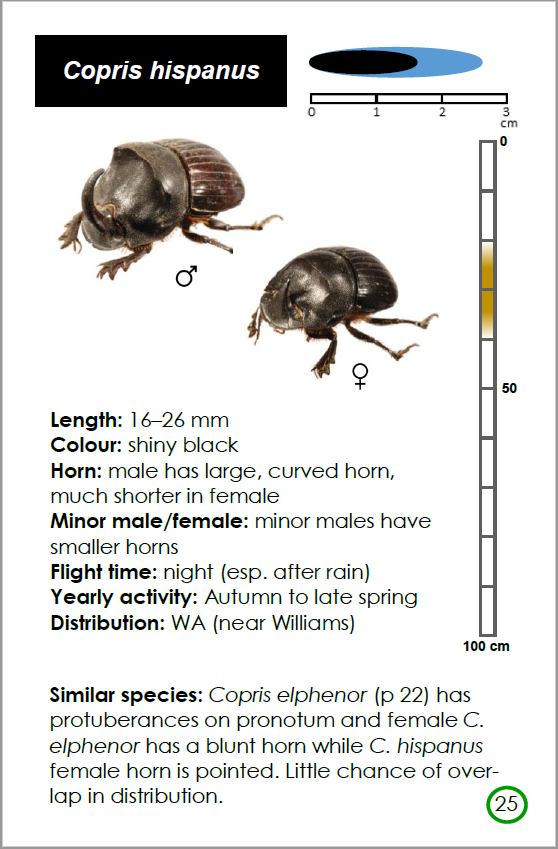 Copris hispanus
0 1 2 3
cm
0
♂
♀
50
Length: 16–26 mm
Colour: shiny black
Horn: male has large, curved horn,
much shorter in female
Minor male/female: minor males have
smaller horns
Flight time: night (esp. after rain)
Yearly activity: Autumn to late spring
Distribution: WA (near Williams)
100 cm
Similar species: Copris elphenor (p 22) has
protuberances on pronotum and female C.
elphenor has a blunt horn while C. hispanus
female horn is pointed. Little chance of over-
lap in distribution.
25